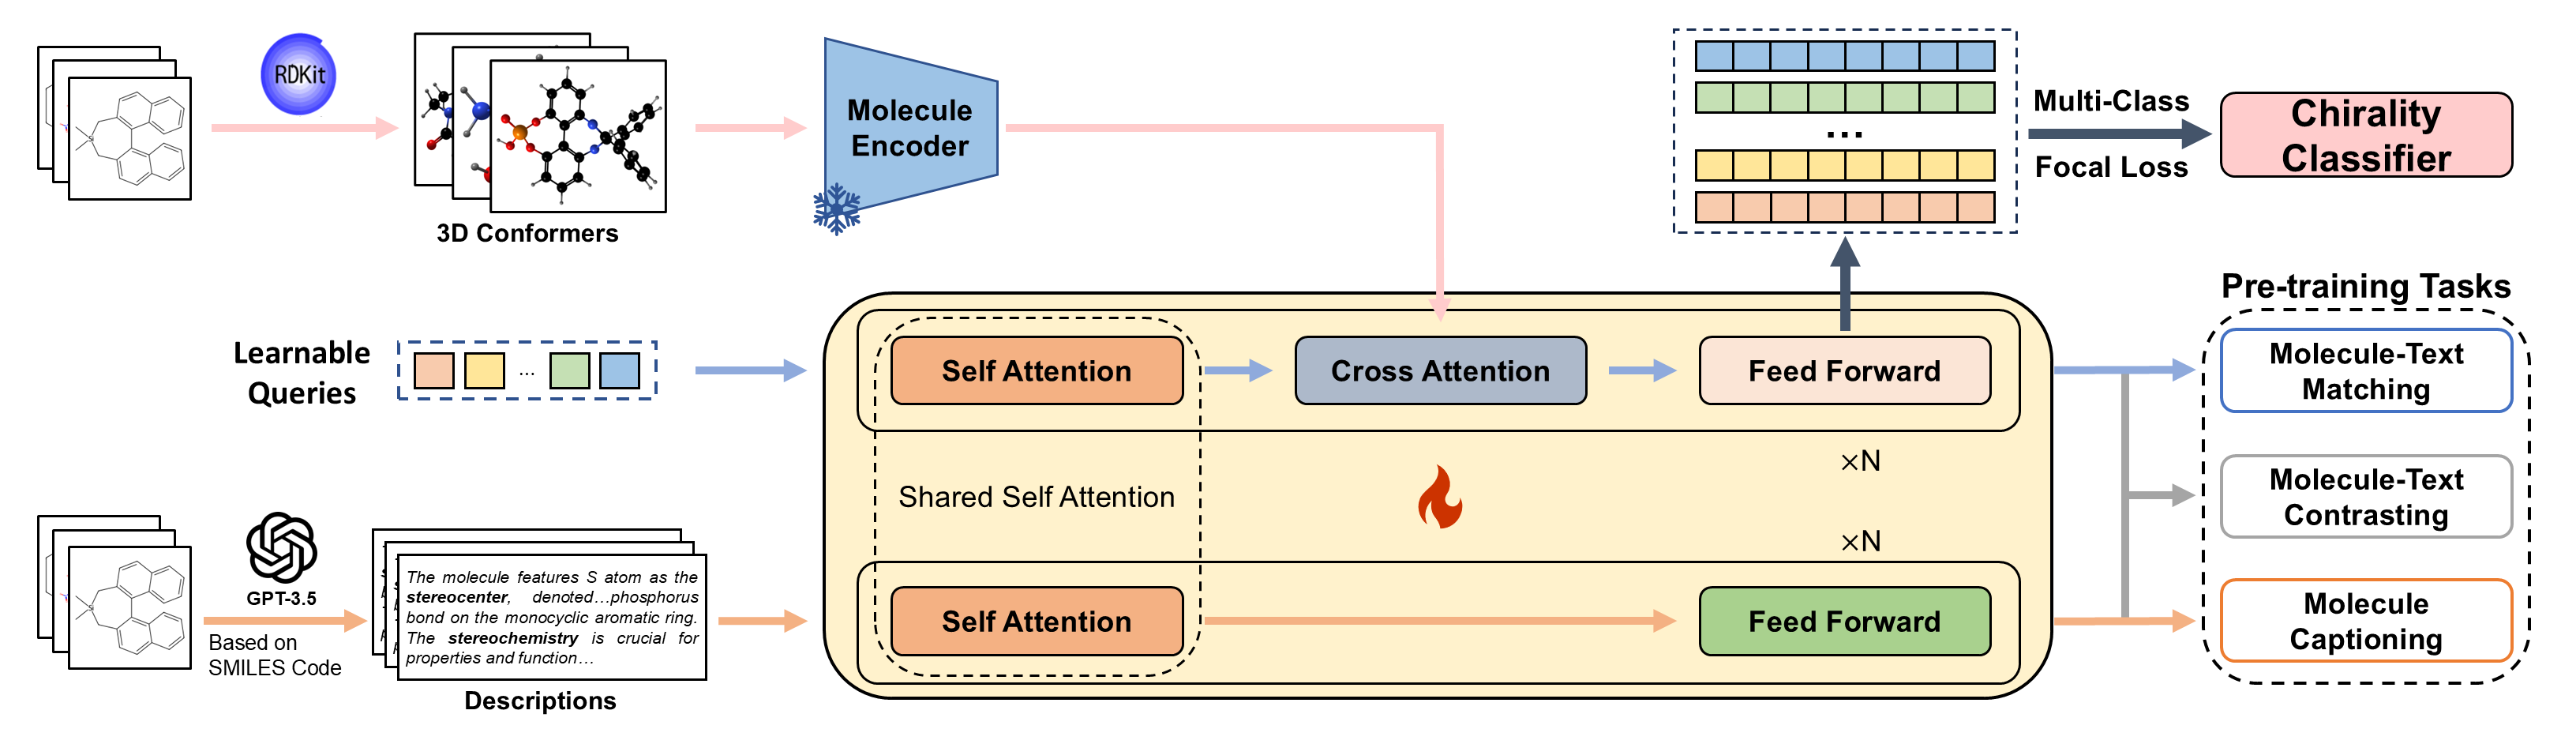 RDKit
3D Conformers
Molecule
Encoder
Multi-Class
Focal Loss
Chirality
Classifier
...
Learnable
Queries
...
Self Attention
Cross Attention
Feed Forward
×N
Shared Self Attention
×N
Self Attention
Feed Forward
Pre-training Tasks
Molecule-Text
Matching
Molecule-Text
Contrasting
Molecule
Captioning
Si
GPT-3.5
Based on
SMILES Code
The molecule features S atom as the
stereocenter, denoted…phosphorus
bond on the monocyclic aromatic ring.
The stereochemistry is crucial for
properties and function…
Descriptions